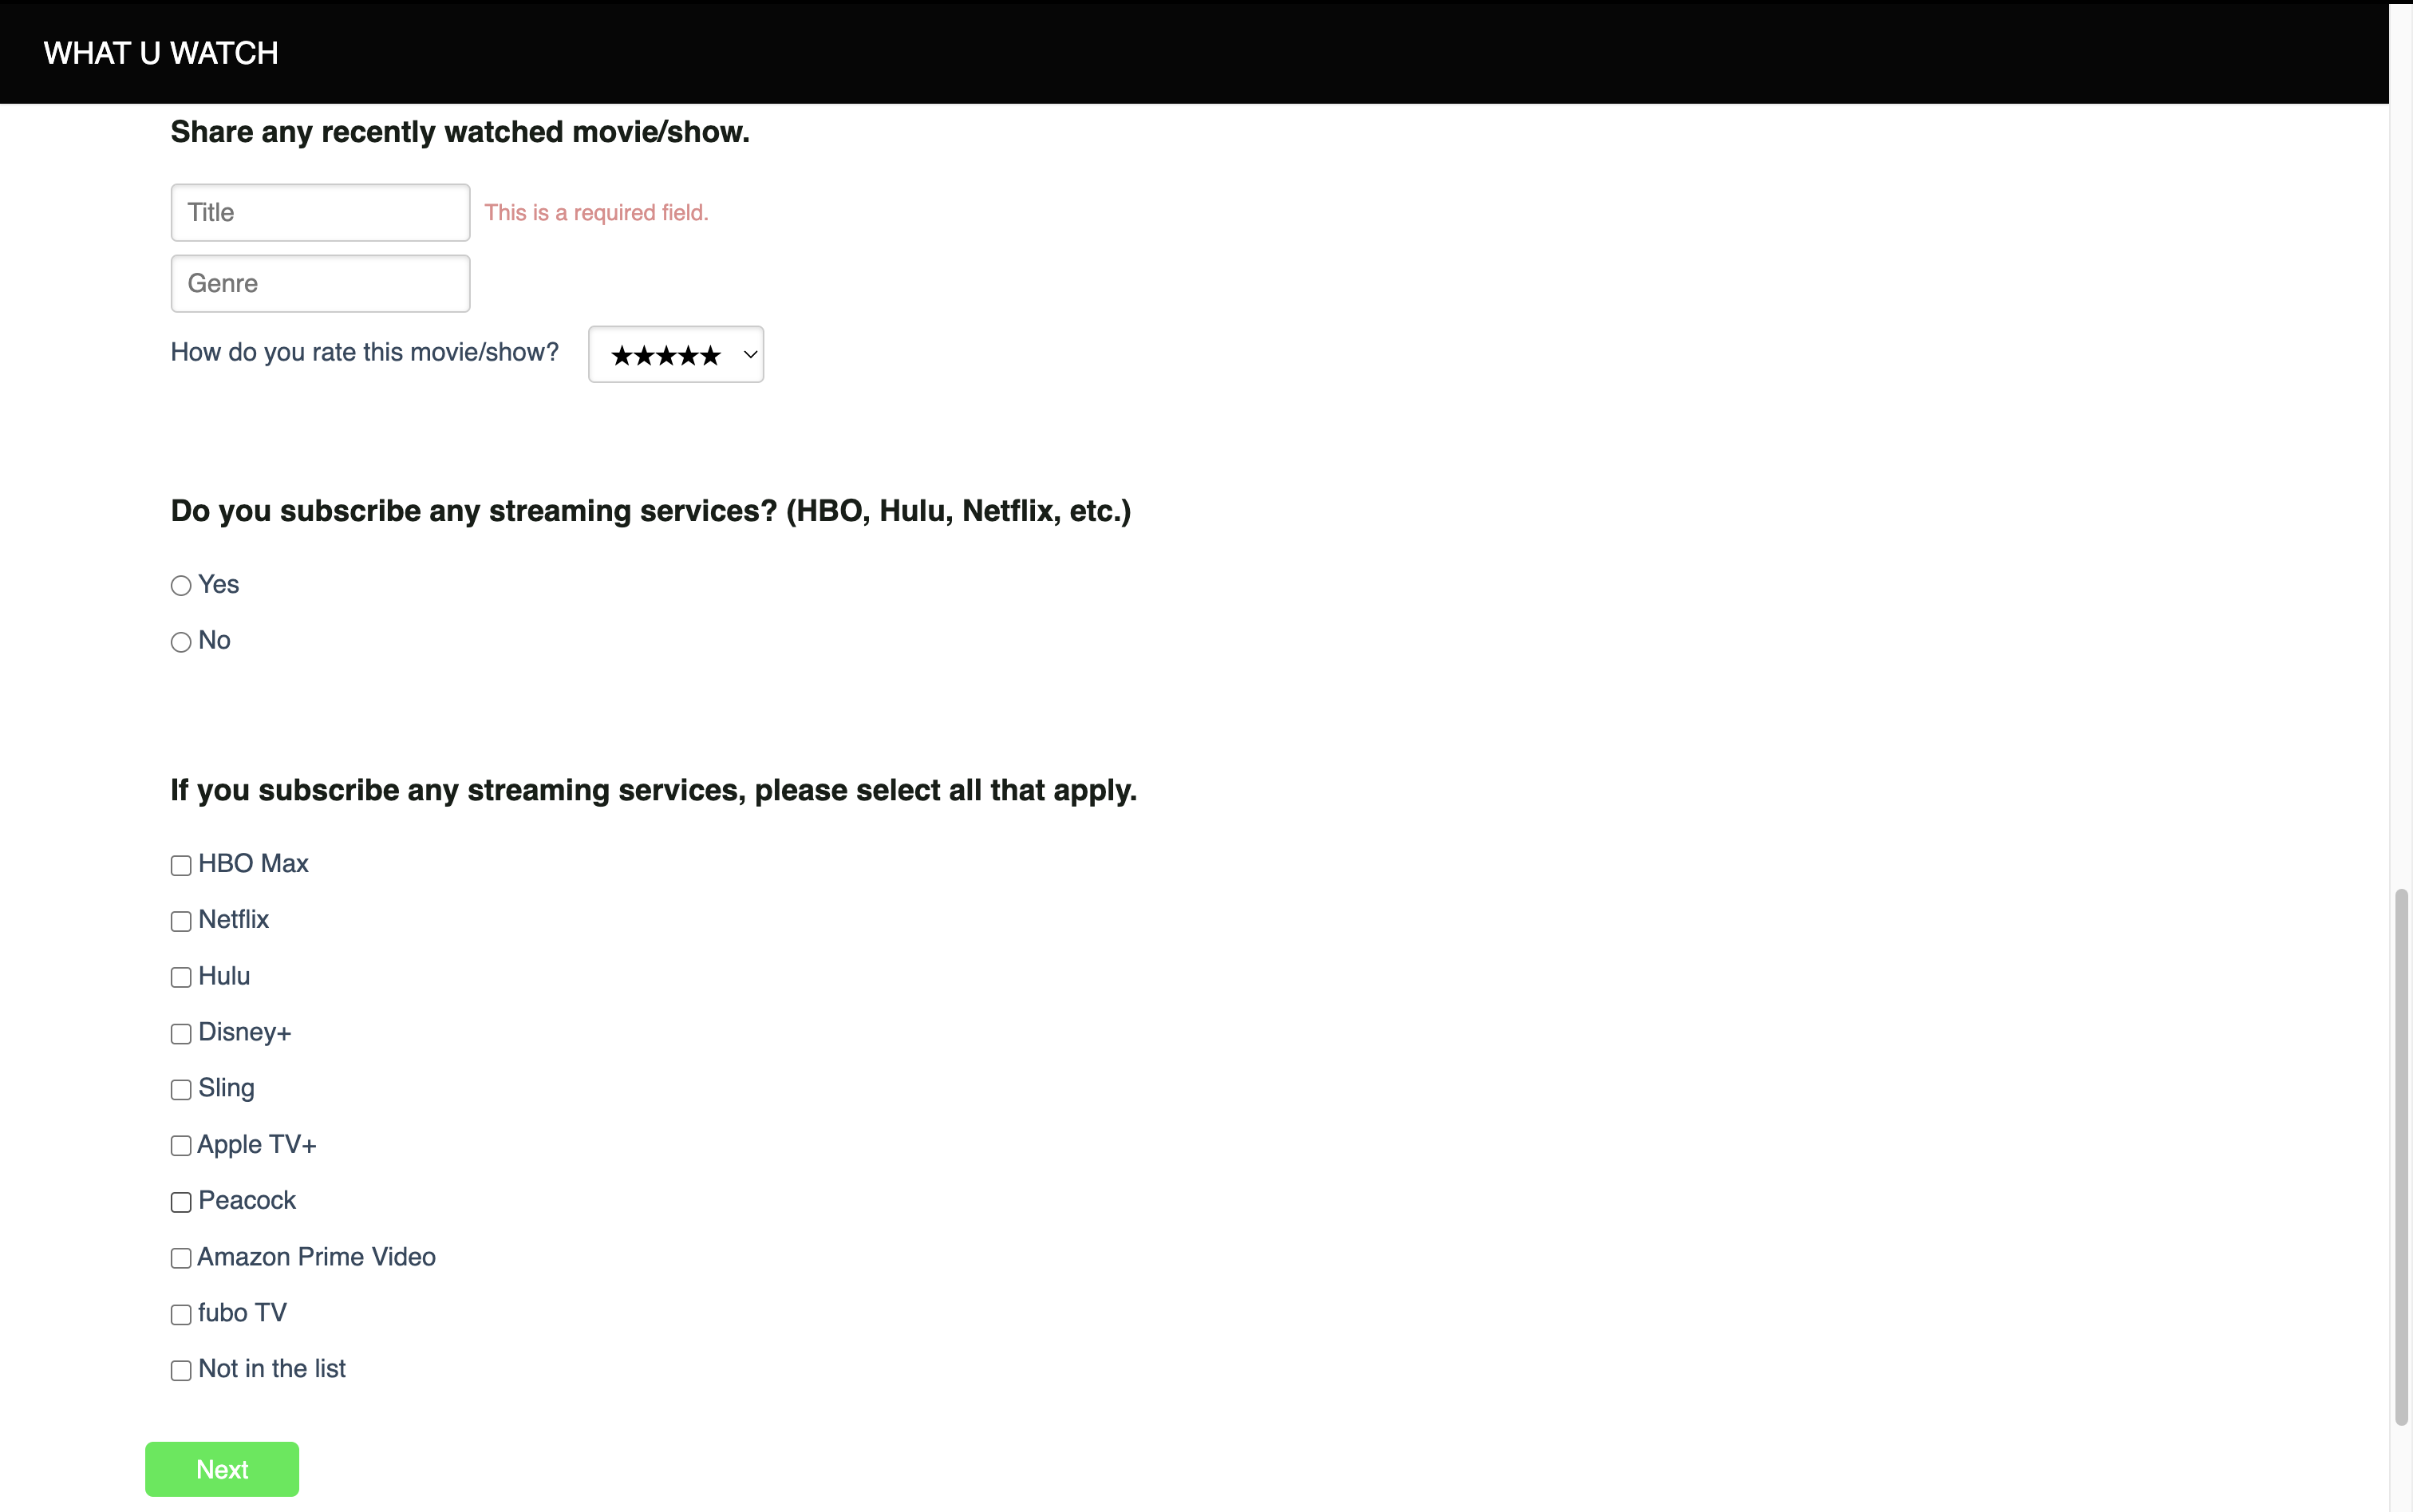 WHAT U WATCH
Share any recently watched movie/show.
Title
This is a required field.
Genre
How do you rate this movie/show?
★★★★★
Do you subscribe any streaming services? (HBO, Hulu, Netflix, etc.)
Yes
No
If you subscribe any streaming services, please select all that apply.
HBO Max
Netflix
Hulu
Disney+
Sling
Apple TV+
Peacock
Amazon Prime Video
fubo TV
Not in the list
Next